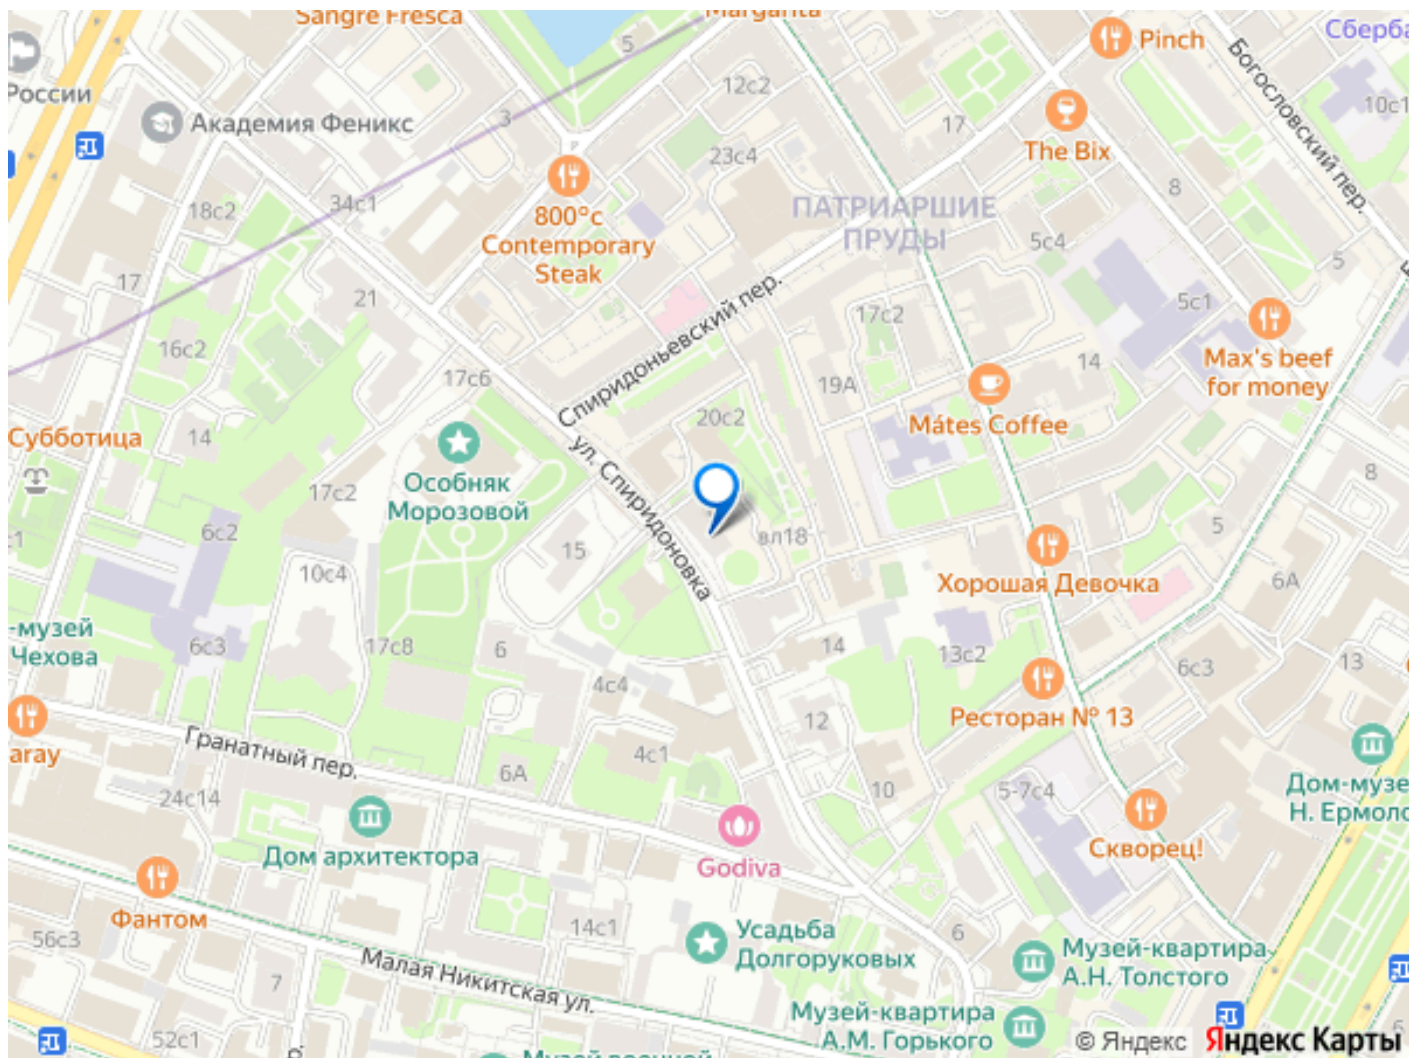 Sangre Fresca
Margarita
Pinch
Сберба
России
Академия Феникс
5
12с2
3
17
10с1
Богословский пер.
The Bix
23с4
8
800°с
Contemporary
Steak
34с1
18с2
ПАТРИАРШИЕ
ПРУДЫ
5с4
5
17
21
Спиридоньевский пер.
17с2
5с1
16с2
17с6
19А
14
Max's beef
for money
Mátes Coffee
20с2
Субботица
14
ул. Спиридоновка
Особняк
Морозовой
17с2
8
6с2
15
вл18
5
10с4
Хорошая Девочка
6А
-музей
Чехова
6с3
17с8
6
14
13с2
6с3
13
4с4
Ресторан № 13
12
aray
Гранатный пер.
4с1
6А
10
5-7с4
Дом-музе
Н. Ермоло
24с14
Дом архитектора
Скворец!
Godiva
Фантом
56с3
14с1
Усадьба
Долгоруковых
6
Музей-квартира
А.Н. Толстого
Малая Никитская ул.
7
Музей-квартира
А.М. Горького
52с1
© Яндекс
Яндекс Карты